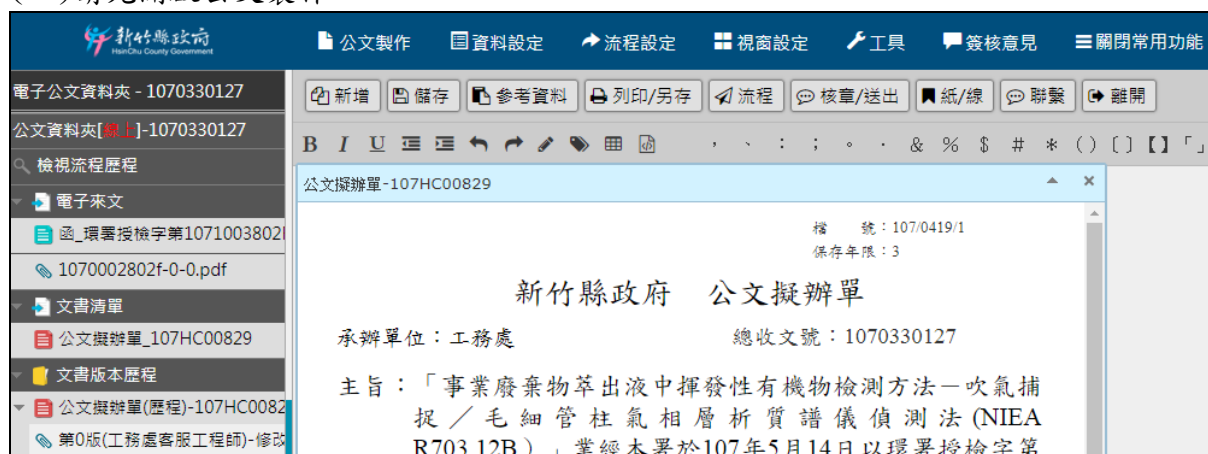 新竹縣政府 公文製作 資料設定 流程設定 視窗設定 工具 簽核意見 關閉常用功能
HsinChu County Government
電子公文資料夾 - 1070330127
新增 儲存 參考資料 列印/另存 流程 核章/送出 紙/線 聯繫 離開
公文資料夾[線上]-1070330127
B I U , 、 : ; 。 · & % $ # * ( ) 〔 〕 【 】 「 」
檢視流程歷程
公文擬辦單-107HC00829
電子來文
函_環署授檢字第1071003802
檔 號:107/0419/1
保存年限:3
1070002802f-0-0.pdf
新竹縣政府 公文擬辦單
文書清單
公文擬辦單_107HC00829
承辦單位:工務處 總收文號:1070330127
文書版本歷程
主旨:「事業廢棄物萃出液中揮發性有機物檢測方法-吹氣捕
公文擬辦單(歷程)-107HC0082
捉/毛細管柱氣相層析質譜儀偵測法(NIEA
第0版(工務處客服工程師)-修改
R703.12B)」業經本署於107年5月14日以環署授檢字第